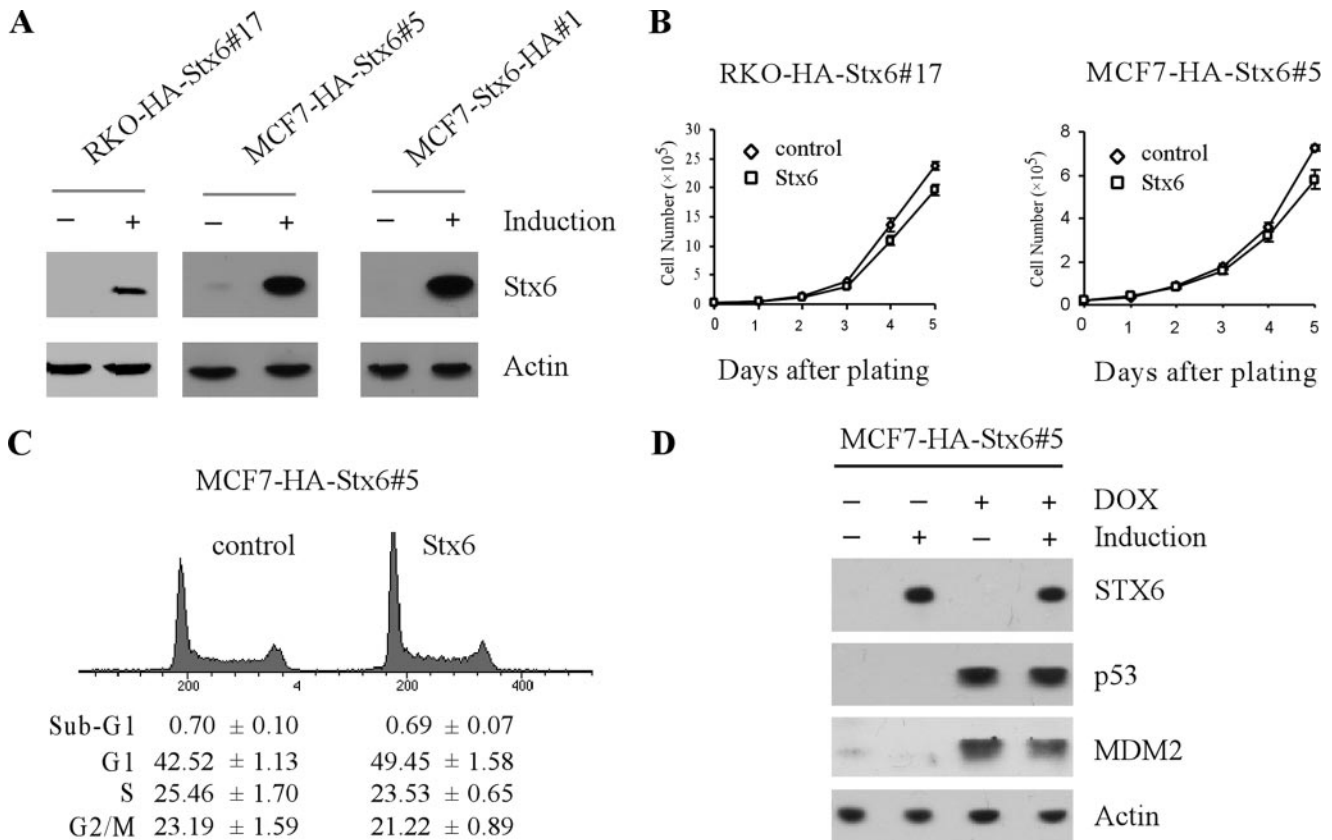 A
RKO-HA-Stx6#17
MCF7-HA-Stx6#5
MCF7-Stx6-HA#1
− + − + − + Induction
Stx6
Actin
B
RKO-HA-Stx6#17
Cell Number (×10⁵)
30
25
20
15
10
5
0
control
Stx6
0 1 2 3 4 5
Days after plating
MCF7-HA-Stx6#5
Cell Number (×10⁵)
8
6
4
2
0
control
Stx6
0 1 2 3 4 5
Days after plating
C
MCF7-HA-Stx6#5
control Stx6
200 4 200 400
Sub-G1 0.70 ± 0.10 0.69 ± 0.07
G1 42.52 ± 1.13 49.45 ± 1.58
S 25.46 ± 1.70 23.53 ± 0.65
G2/M 23.19 ± 1.59 21.22 ± 0.89
D
MCF7-HA-Stx6#5
− − + + DOX
− + − + Induction
STX6
p53
MDM2
Actin